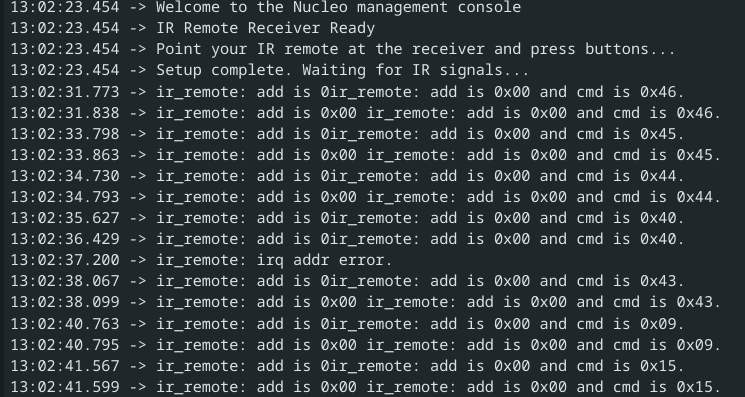 13:02:23.454 -> Welcome to the Nucleo management console
13:02:23.454 -> IR Remote Receiver Ready
13:02:23.454 -> Point your IR remote at the receiver and press buttons...
13:02:23.454 -> Setup complete. Waiting for IR signals...
13:02:31.773 -> ir_remote: add is 0ir_remote: add is 0x00 and cmd is 0x46.
13:02:31.838 -> ir_remote: add is 0x00 ir_remote: add is 0x00 and cmd is 0x46.
13:02:33.798 -> ir_remote: add is 0ir_remote: add is 0x00 and cmd is 0x45.
13:02:33.863 -> ir_remote: add is 0x00 ir_remote: add is 0x00 and cmd is 0x45.
13:02:34.730 -> ir_remote: add is 0ir_remote: add is 0x00 and cmd is 0x44.
13:02:34.793 -> ir_remote: add is 0x00 ir_remote: add is 0x00 and cmd is 0x44.
13:02:35.627 -> ir_remote: add is 0ir_remote: add is 0x00 and cmd is 0x40.
13:02:36.429 -> ir_remote: add is 0ir_remote: add is 0x00 and cmd is 0x40.
13:02:37.200 -> ir_remote: irq addr error.
13:02:38.067 -> ir_remote: add is 0ir_remote: add is 0x00 and cmd is 0x43.
13:02:38.099 -> ir_remote: add is 0x00 ir_remote: add is 0x00 and cmd is 0x43.
13:02:40.763 -> ir_remote: add is 0ir_remote: add is 0x00 and cmd is 0x09.
13:02:40.795 -> ir_remote: add is 0x00 ir_remote: add is 0x00 and cmd is 0x09.
13:02:41.567 -> ir_remote: add is 0ir_remote: add is 0x00 and cmd is 0x15.
13:02:41.599 -> ir_remote: add is 0x00 ir_remote: add is 0x00 and cmd is 0x15.